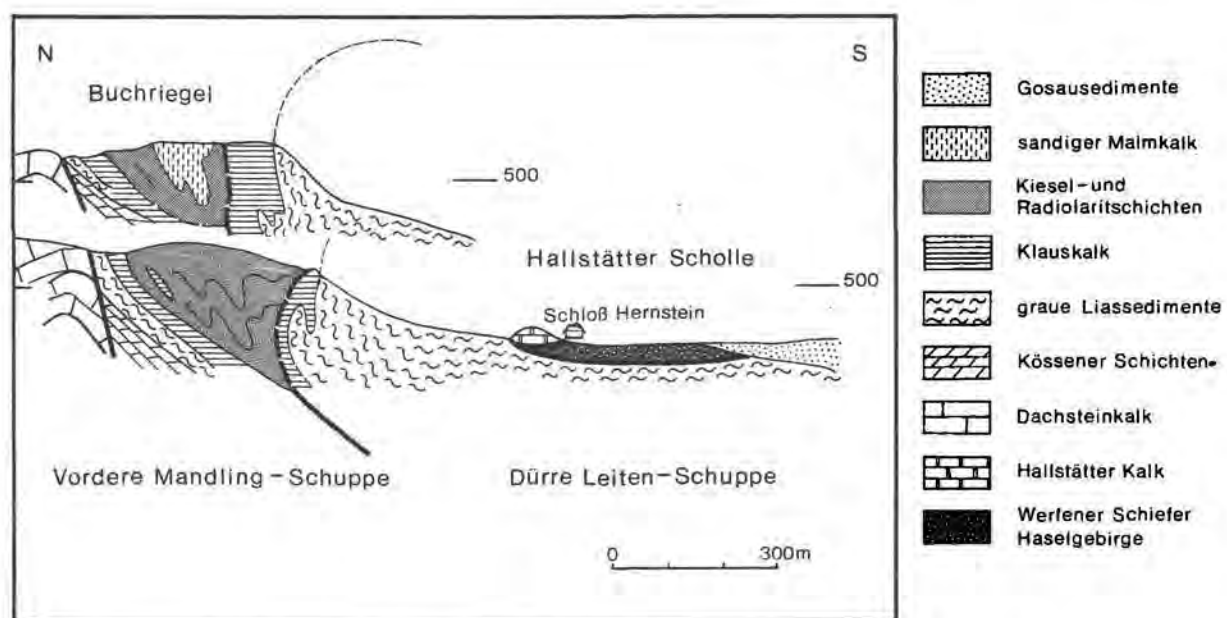 N
S
Buchriegel
500
Hallstätter Scholle
500
Schloß Hernstein
Vordere Mandling-Schuppe
Dürre Leiten-Schuppe
0
300m
Gosausedimente
sandiger Malmkalk
Kiesel-und
Radiolaritschichten
Klauskalk
graue Liassedimente
Kössener Schichten
Dachsteinkalk
Hallstätter Kalk
Werfener Schiefer
Haselgebirge